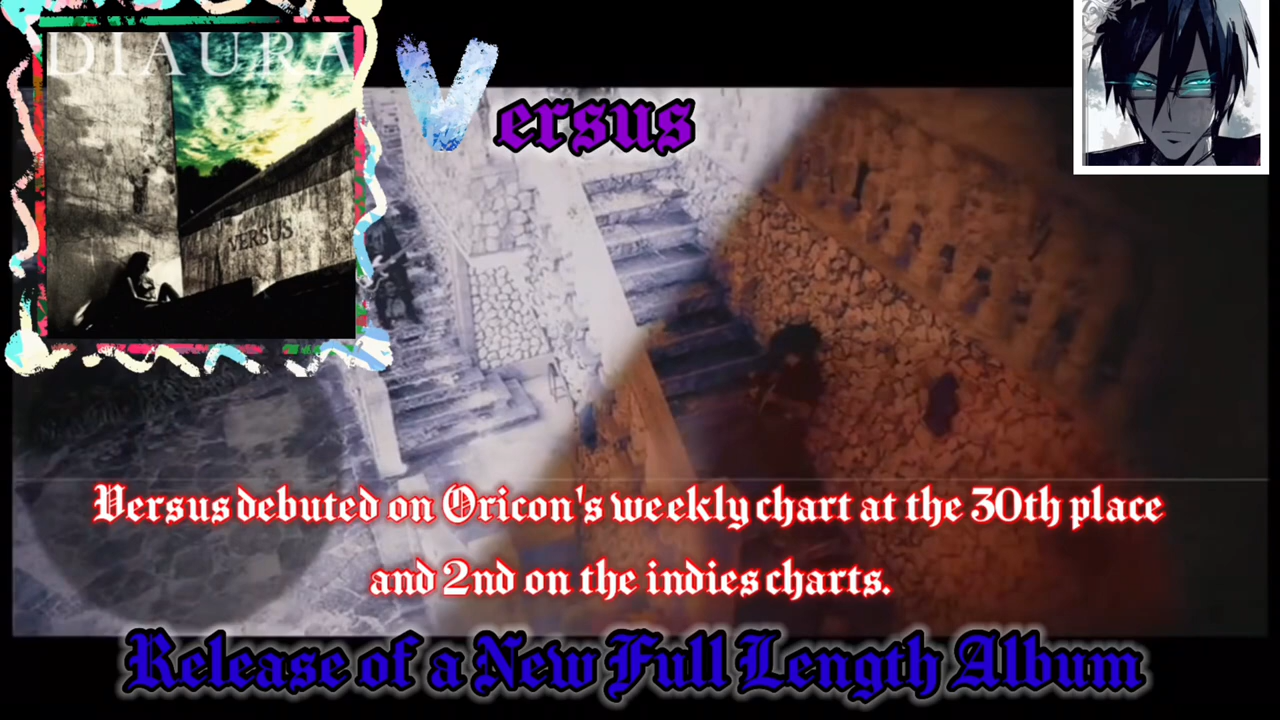 DIAURA
VERSUS
Versus
Versus debuted on Oricon's weekly chart at the 30th place
and 2nd on the indies charts.
Release of a New Full Length Album